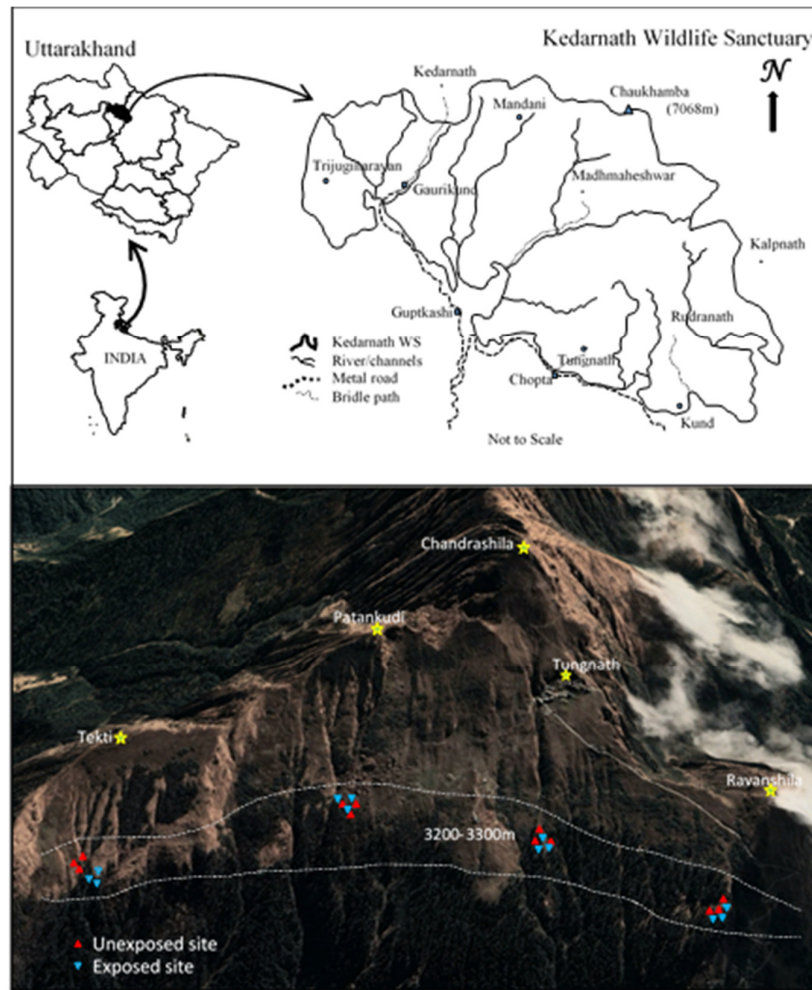 Uttarakhand
Kedarnath Wildlife Sanctuary
N
Kedarnath
Mandani
Chaukhamba
(7068m)
Trijuginarayan
Gaurikund
Madhmaheshwar
Kalpnath
Guptkashi
Rudranath
INDIA
Kedarnath WS
River/channels
Metal road
Bridle path
Tungnath
Chopta
Kund
Not to Scale
Chandrashila
Patankudi
Tungnath
Tekti
Ravanshila
3200-3300m
Unexposed site
Exposed site